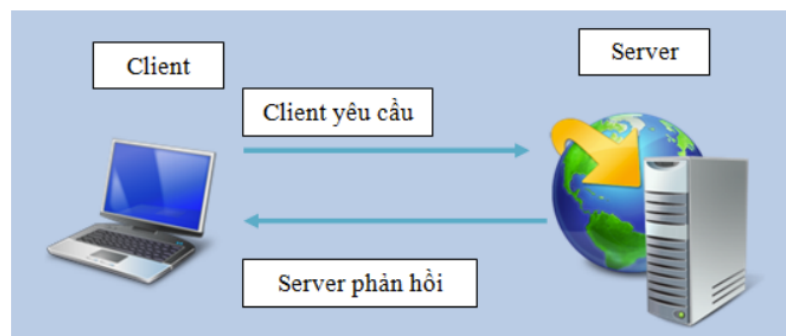 Client
Server
Client yêu cầu
Server phản hồi